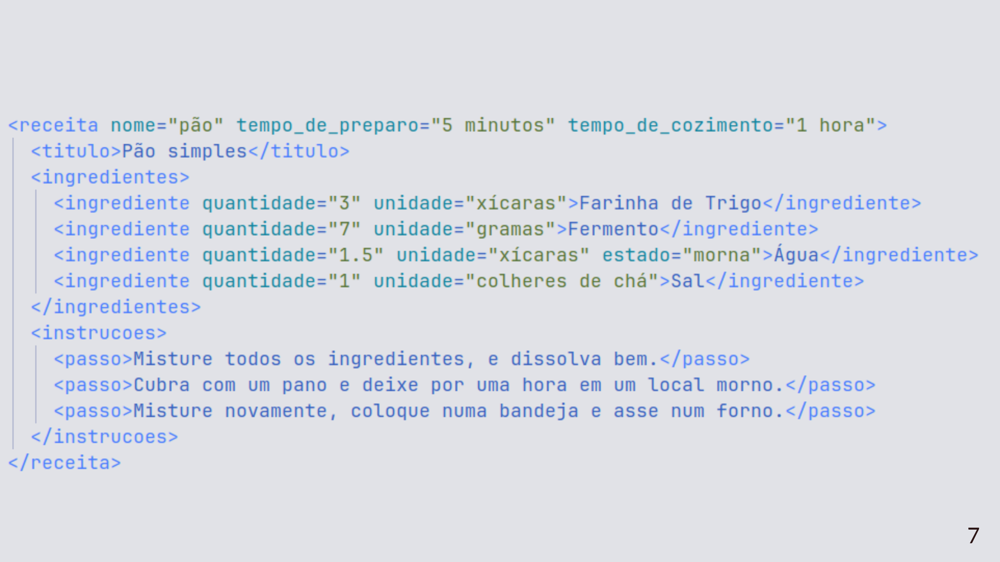 <receita nome="pão" tempo_de_preparo="5 minutos" tempo_de_cozimento="1 hora">
<titulo>Pão simples</titulo>
<ingredientes>
<ingrediente quantidade="3" unidade="xícaras">Farinha de Trigo</ingrediente>
<ingrediente quantidade="7" unidade="gramas">Fermento</ingrediente>
<ingrediente quantidade="1.5" unidade="xícaras" estado="morna">Água</ingrediente>
<ingrediente quantidade="1" unidade="colheres de chá">Sal</ingrediente>
</ingredientes>
<instrucoes>
<passo>Misture todos os ingredientes, e dissolva bem.</passo>
<passo>Cubra com um pano e deixe por uma hora em um local morno.</passo>
<passo>Misture novamente, coloque numa bandeja e asse num forno.</passo>
</instrucoes>
</receita>
7